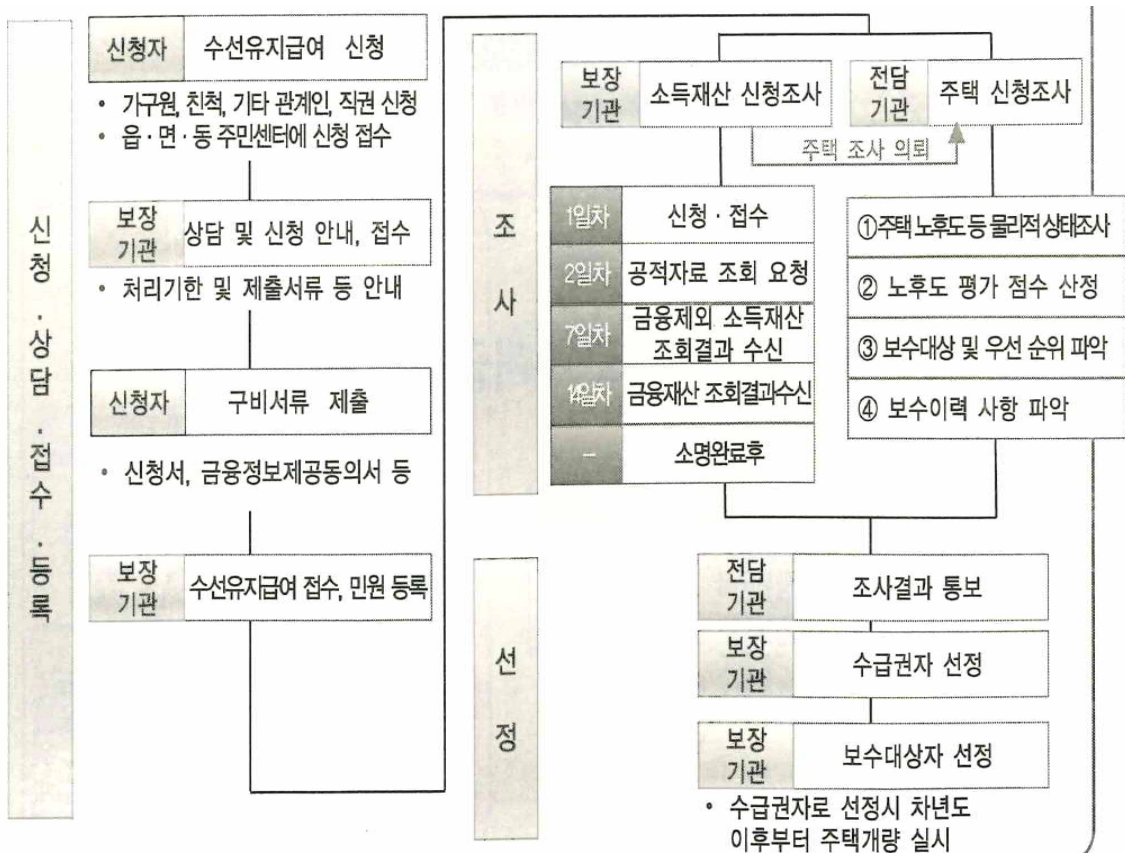 신청·상담·접수·등록
신청자
수선유지급여 신청
• 가구원, 친척, 기타 관계인, 직권 신청
• 읍·면·동 주민센터에 신청 접수
보장
기관
상담 및 신청 안내, 접수
• 처리기한 및 제출서류 등 안내
신청자
구비서류 제출
• 신청서, 금융정보제공동의서 등
보장
기관
수선유지급여 접수, 민원 등록
조사
보장
기관
소득재산 신청조사
전담
기관
주택 신청조사
주택 조사 의뢰
1일차
신청·접수
2일차
공적자료 조회 요청
7일차
금융제외 소득재산
조회결과 수신
14일차
금융재산 조회결과수신
-
소명완료후
①주택 노후도 등 물리적 상태조사
② 노후도 평가 점수 산정
③ 보수대상 및 우선 순위 파악
④ 보수이력 사항 파악
선정
전담
기관
조사결과 통보
보장
기관
수급권자 선정
보장
기관
보수대상자 선정
• 수급권자로 선정시 차년도
이후부터 주택개량 실시